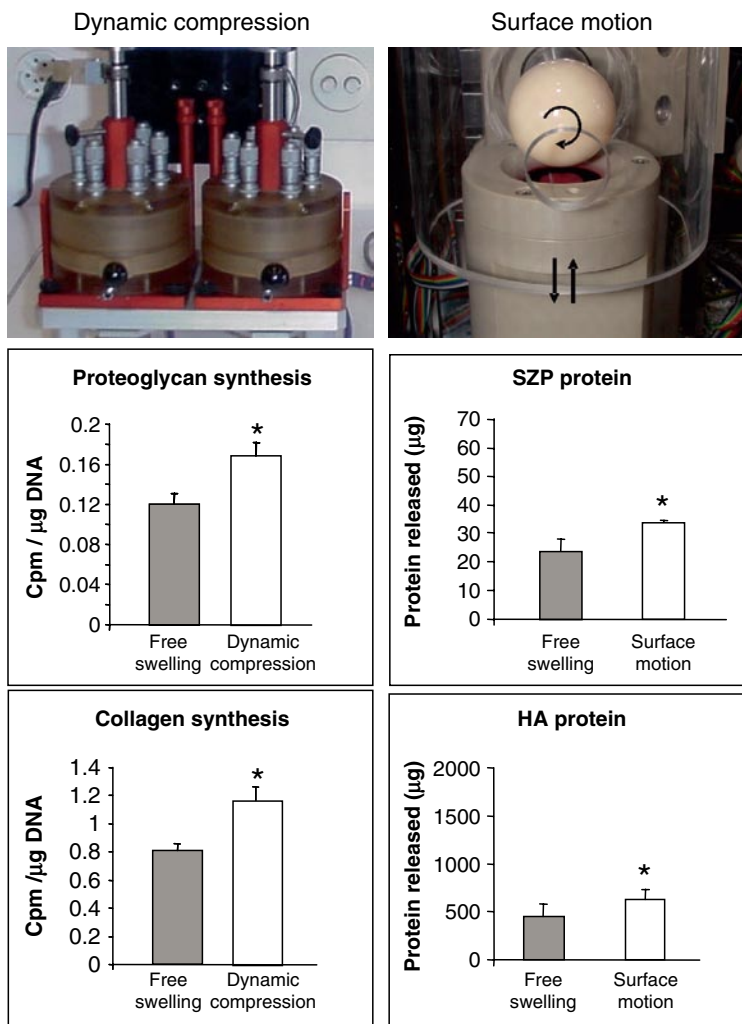 Dynamic compression
Surface motion
Proteoglycan synthesis
Cpm / µg DNA
0.2
0.16
0.12
0.08
0.04
0
*
Free
swelling
Dynamic
compression
SZP protein
Protein released (µg)
70
60
50
40
30
20
10
0
*
Free
swelling
Surface
motion
Collagen synthesis
Cpm /µg DNA
1.4
1.2
1
0.8
0.6
0.4
0.2
0
*
Free
swelling
Dynamic
compression
HA protein
Protein released (µg)
2000
1500
1000
500
0
*
Free
swelling
Surface
motion